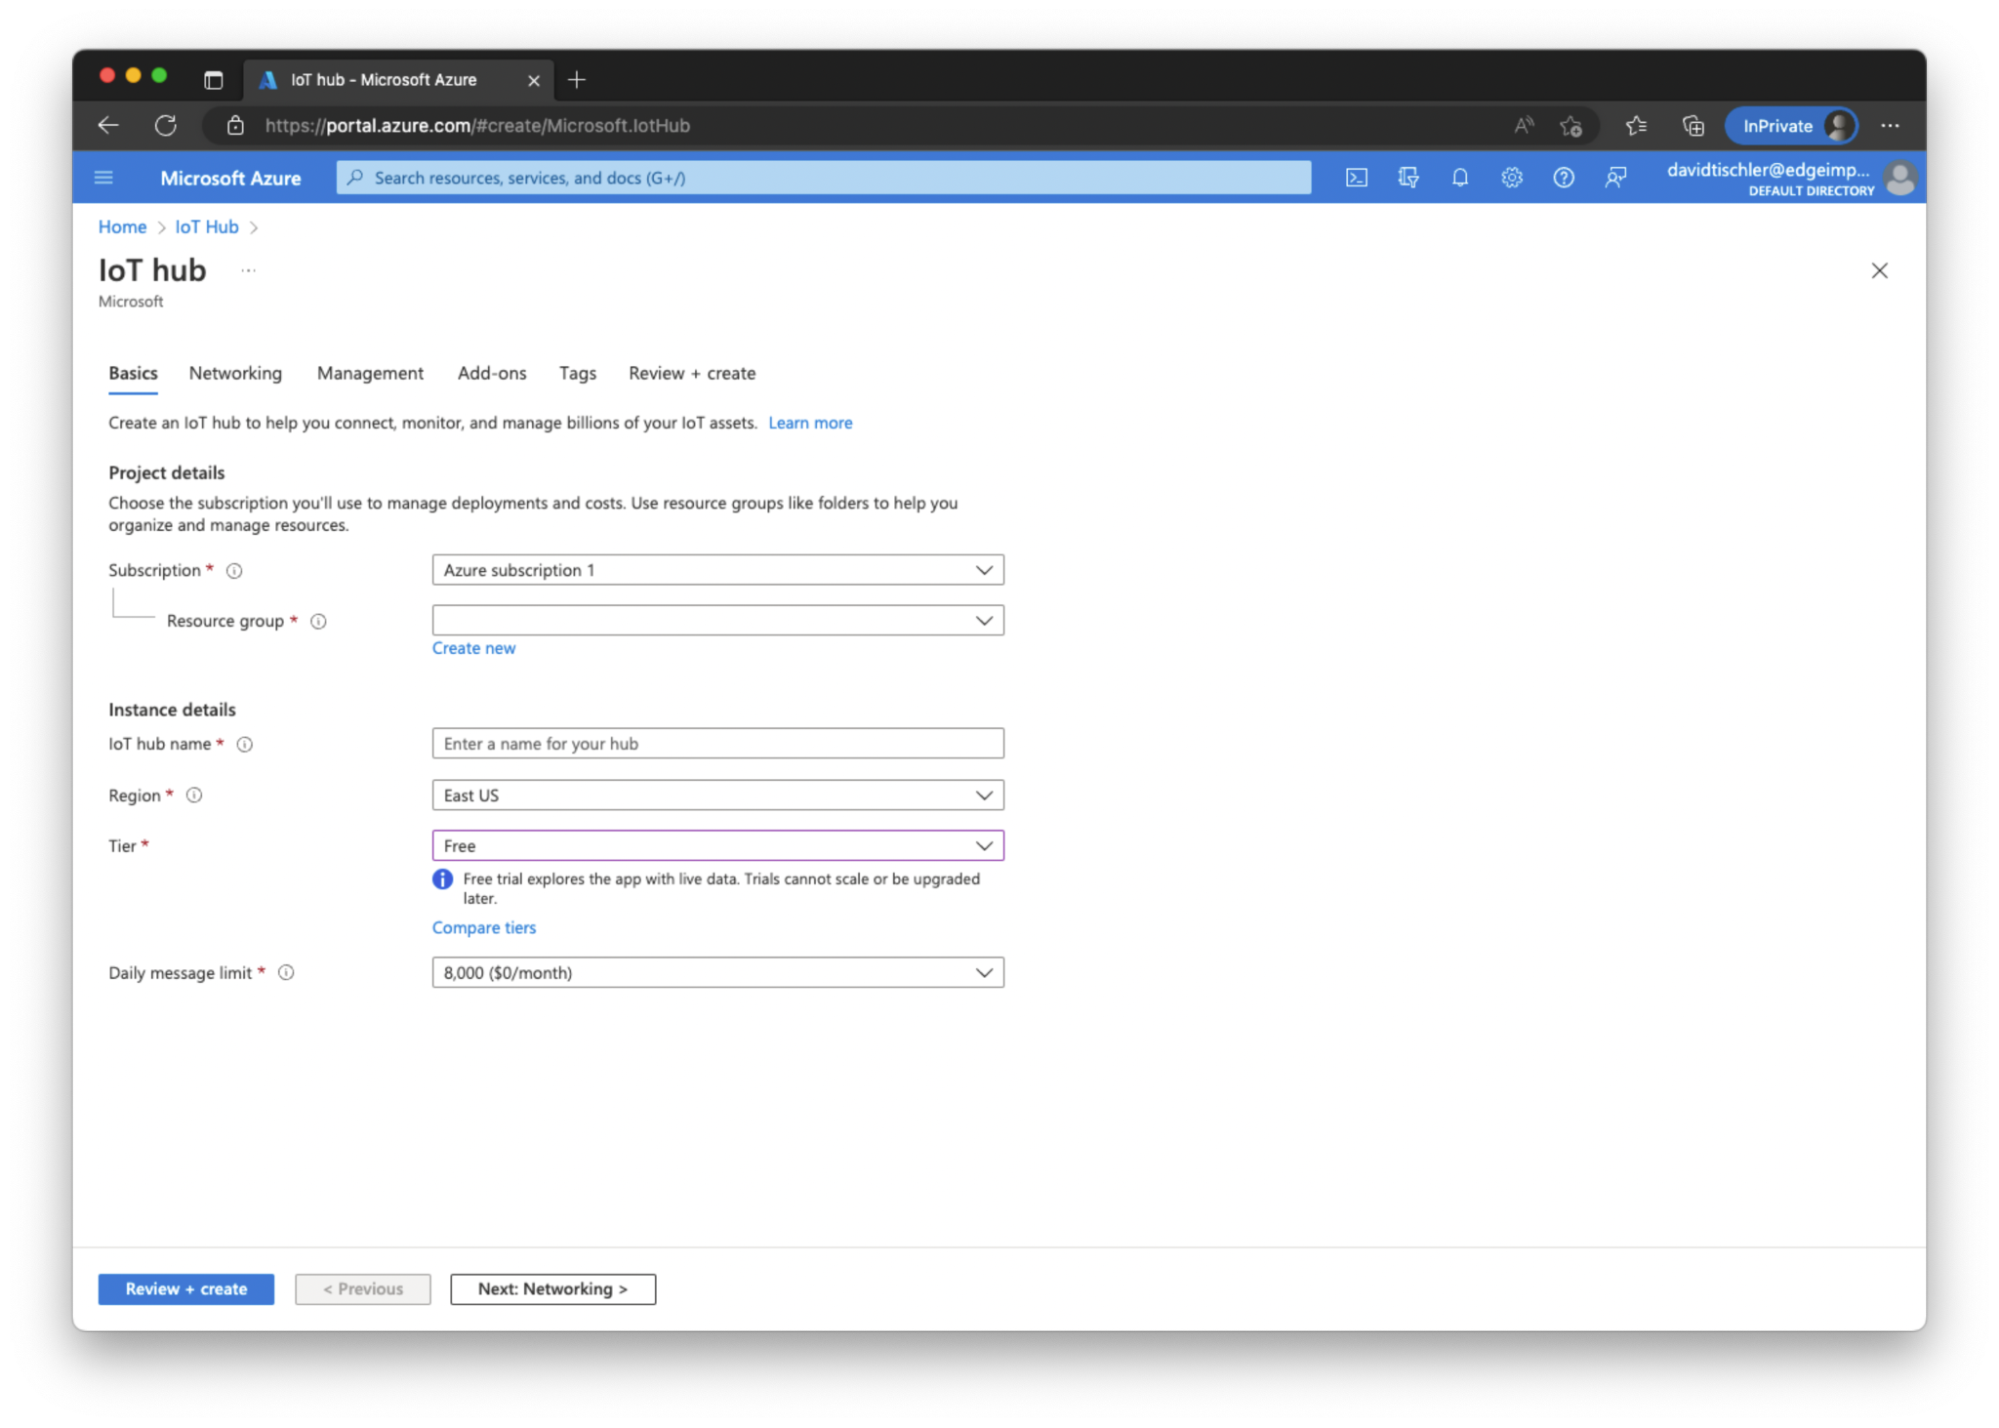 IoT hub - Microsoft Azure
https://portal.azure.com/#create/Microsoft.IotHub
InPrivate
Microsoft Azure
Search resources, services, and docs (G+/)
davidtischler@edgeimp...
DEFAULT DIRECTORY
Home > IoT Hub >
IoT hub ...
Microsoft
Basics Networking Management Add-ons Tags Review + create
Create an IoT hub to help you connect, monitor, and manage billions of your IoT assets. Learn more
Project details
Choose the subscription you'll use to manage deployments and costs. Use resource groups like folders to help you
organize and manage resources.
Subscription * Azure subscription 1
Resource group *
Create new
Instance details
IoT hub name * Enter a name for your hub
Region * East US
Tier * Free
Free trial explores the app with live data. Trials cannot scale or be upgraded
later.
Compare tiers
Daily message limit * 8,000 ($0/month)
Review + create < Previous Next: Networking >